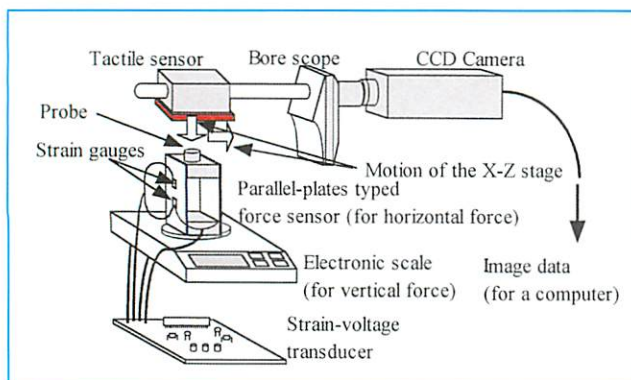 Tactile sensor
Bore scope
CCD Camera
Probe
Strain gauges
Motion of the X-Z stage
Parallel-plates typed
force sensor (for horizontal force)
Electronic scale
(for vertical force)
Image data
(for a computer)
Strain-voltage
transducer